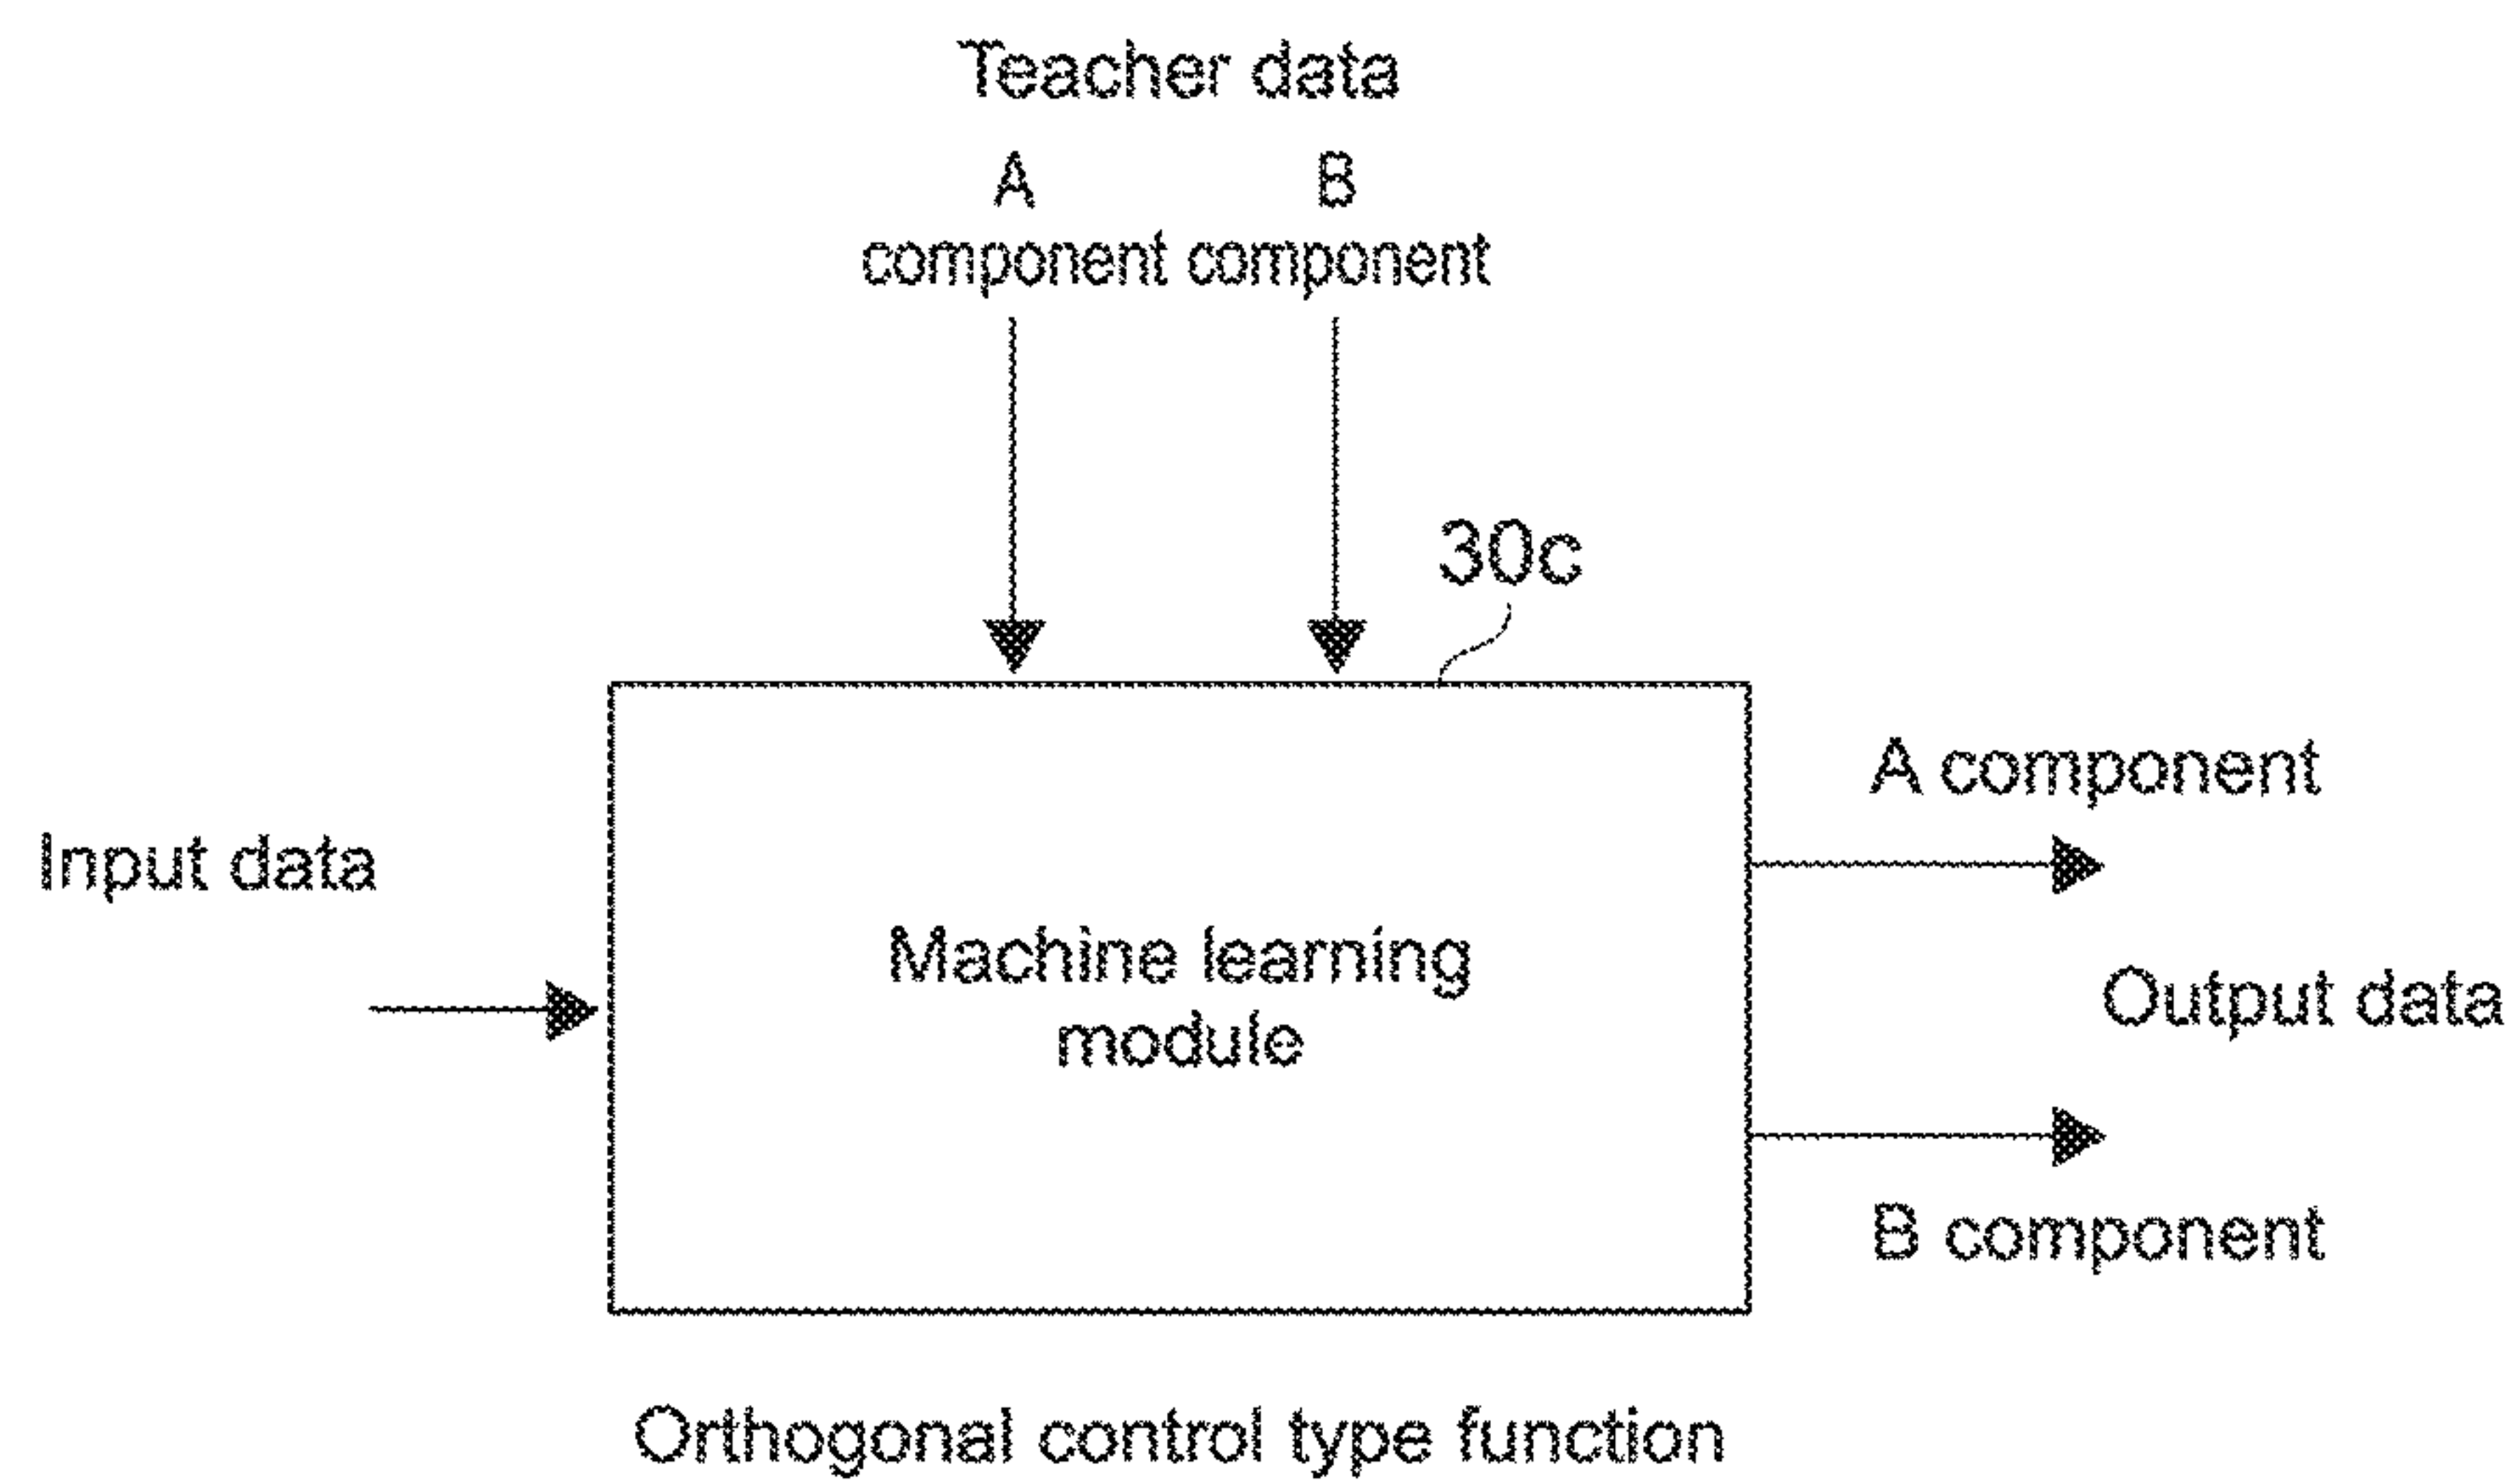 Teacher data
A B
component component
30c
A component
Input data
Machine learning
module
Output data
B component
Orthogonal control type function